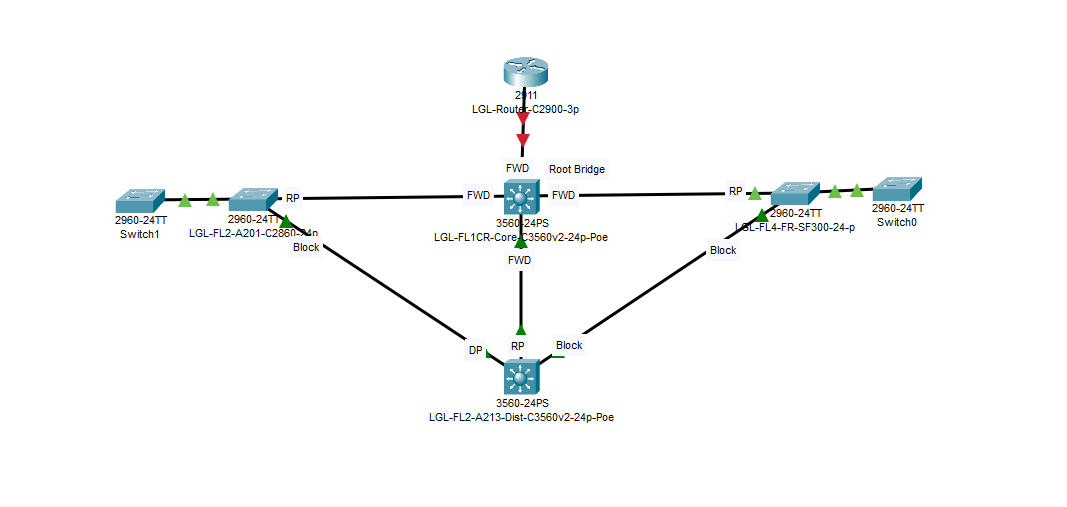 2911
LGL-Router-C2900-3p
FWD
Root Bridge
RP
FWD
FWD
RP
2960-24TT
Switch1
2960-24TT
LGL-FL2-A201-C2860-24p
3560-24PS
LGL-FL1CR-Core-C3560v2-24p-Poe
2960-24TT
LGL-FL4-FR-SF300-24-p
2960-24TT
Switch0
Block
Block
FWD
DP
RP
Block
3560-24PS
LGL-FL2-A213-Dist-C3560v2-24p-Poe